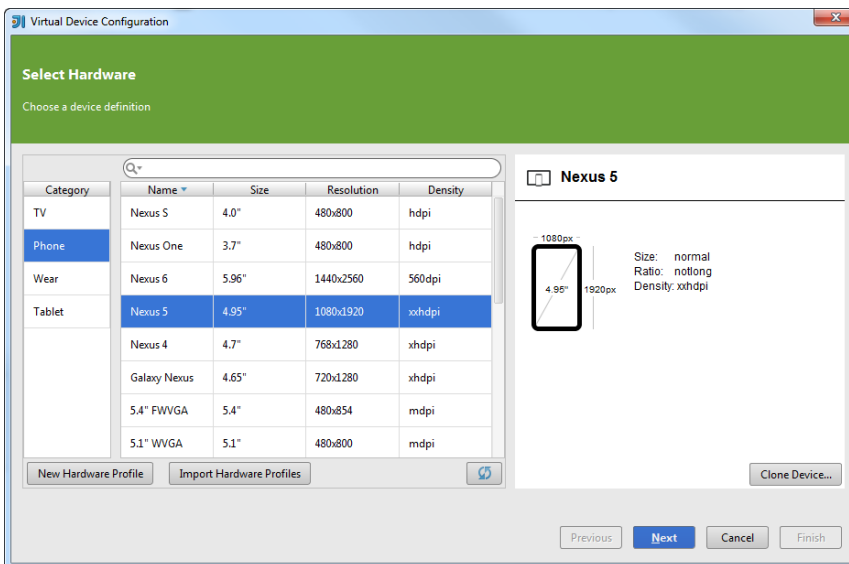 Virtual Device Configuration
Select Hardware
Choose a device definition
Category
Name Size Resolution Density
TV
Phone
Wear
Tablet
Nexus S 4.0" 480x800 hdpi
Nexus One 3.7" 480x800 hdpi
Nexus 6 5.96" 1440x2560 560dpi
Nexus 5 4.95" 1080x1920 xxhdpi
Nexus 4 4.7" 768x1280 xhdpi
Galaxy Nexus 4.65" 720x1280 xhdpi
5.4" FWVGA 5.4" 480x854 mdpi
5.1" WVGA 5.1" 480x800 mdpi
New Hardware Profile Import Hardware Profiles
Nexus 5
1080px
4.95" 1920px
Size: normal
Ratio: notlong
Density: xxhdpi
Clone Device...
Previous Next Cancel Finish